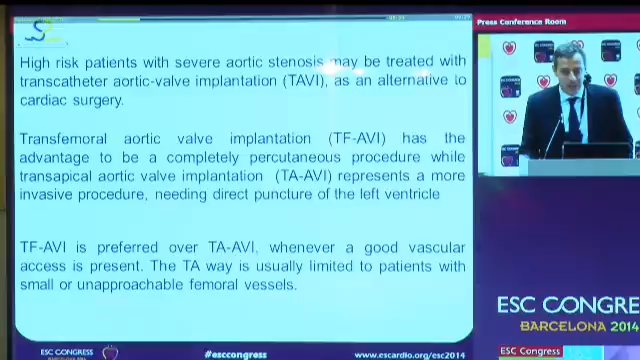 Press Conference Room
High risk patients with severe aortic stenosis may be treated with
transcatheter aortic-valve implantation (TAVI), as an alternative to
cardiac surgery.
Transfemoral aortic valve implantation (TF-AVI) has the
advantage to be a completely percutaneous procedure while
transapical aortic valve implantation (TA-AVI) represents a more
invasive procedure, needing direct puncture of the left ventricle
TF-AVI is preferred over TA-AVI, whenever a good vascular
access is present. The TA way is usually limited to patients with
small or unapproachable femoral vessels.
ESC CONGRESS
#esccongress
www.escardio.org/esc2014
ESC CONGRE
BARCELONA 2014
ESC Congress